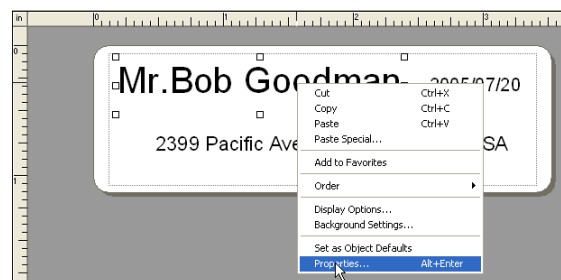 in 0 1 2 3
0
Mr.Bob Goodman 2005/07/20
Cut Ctrl+X
Copy Ctrl+C
Paste Ctrl+V
2399 Pacific Ave SA
Paste Special...
Add to Favorites
Order
1
Display Options...
Background Settings...
Set as Object Defaults
Properties... Alt+Enter